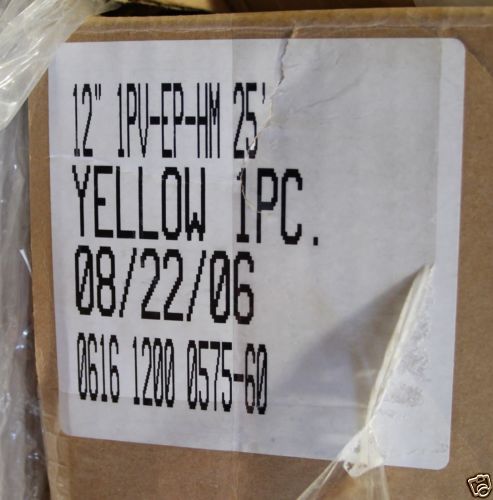 12" 1PV-EP-HM 25'
YELLOW 1PC.
08/22/06
0616 1200 0575-60